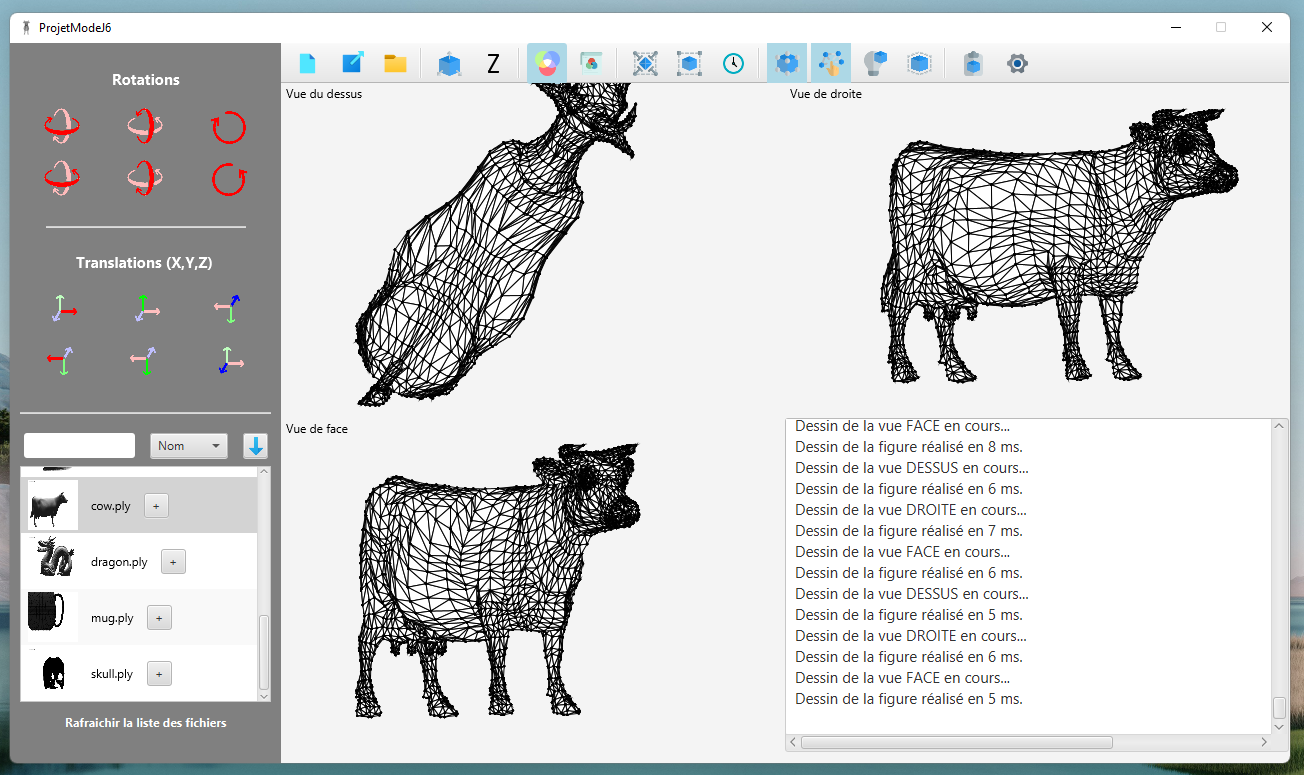 ProjetModeJ6
Rotations
Translations (X,Y,Z)
Nom
cow.ply
+
dragon.ply
+
mug.ply
+
skull.ply
+
Rafraichir la liste des fichiers
Z
Vue du dessus
Vue de droite
Vue de face
Dessin de la vue FACE en cours...
Dessin de la figure réalisé en 8 ms.
Dessin de la vue DESSUS en cours...
Dessin de la figure réalisé en 6 ms.
Dessin de la vue DROITE en cours...
Dessin de la figure réalisé en 7 ms.
Dessin de la vue FACE en cours...
Dessin de la figure réalisé en 6 ms.
Dessin de la vue DESSUS en cours...
Dessin de la figure réalisé en 5 ms.
Dessin de la vue DROITE en cours...
Dessin de la figure réalisé en 6 ms.
Dessin de la vue FACE en cours...
Dessin de la figure réalisé en 5 ms.